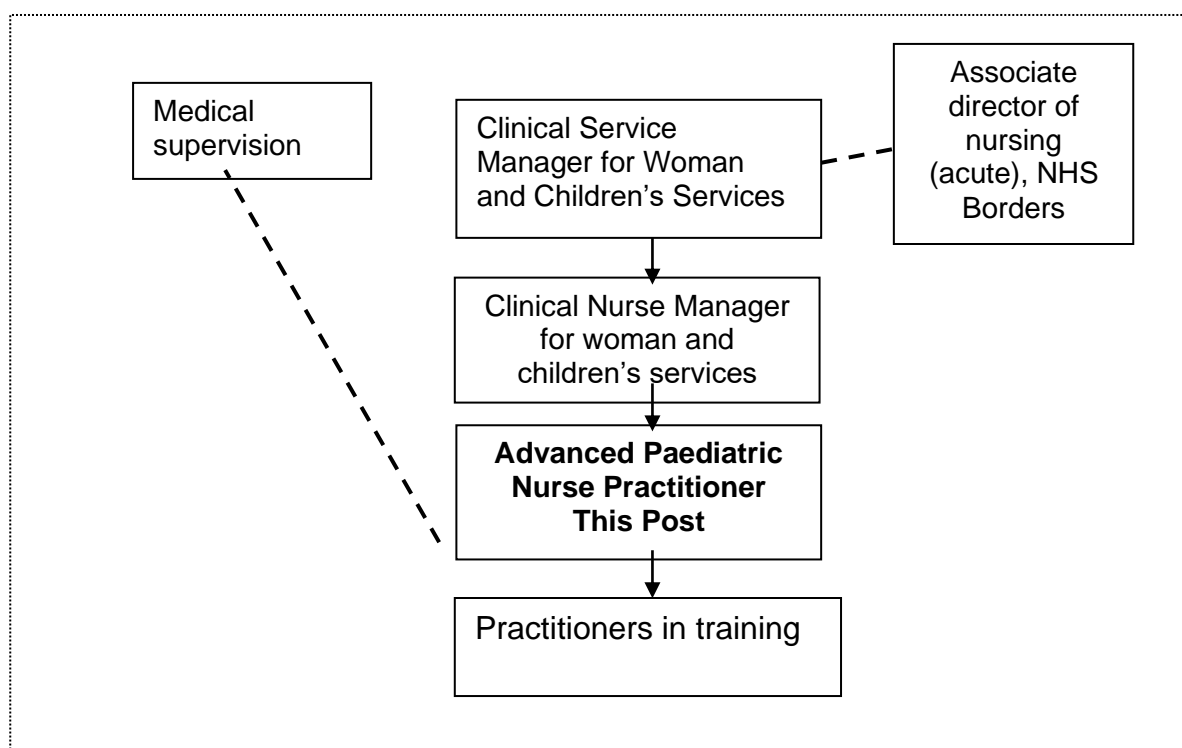 Medical
supervision
Clinical Service
Manager for Woman
and Children’s Services
Associate
director of
nursing
(acute), NHS
Borders
Clinical Nurse Manager
for woman and
children’s services
Advanced Paediatric
Nurse Practitioner
This Post
Practitioners in training